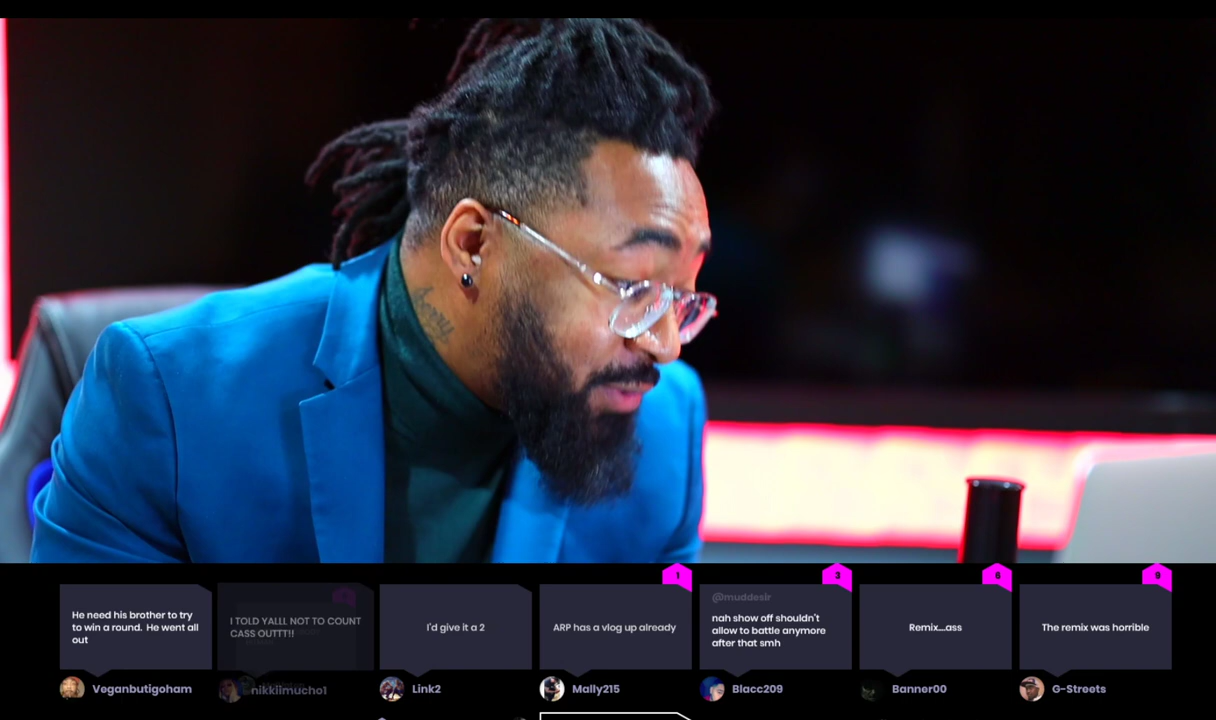 1
3
6
9
He need his brother to try
to win a round. He went all
out
I TOLD YALLL NOT TO COUNT
CASS OUTTT!!
I'd give it a 2
ARP has a vlog up already
@muddesir
nah show off shouldn't
allow to battle anymore
after that smh
Remix....ass
The remix was horrible
Veganbutigoham
nikkiimucho1
Link2
Mally215
Blacc209
Banner00
G-Streets